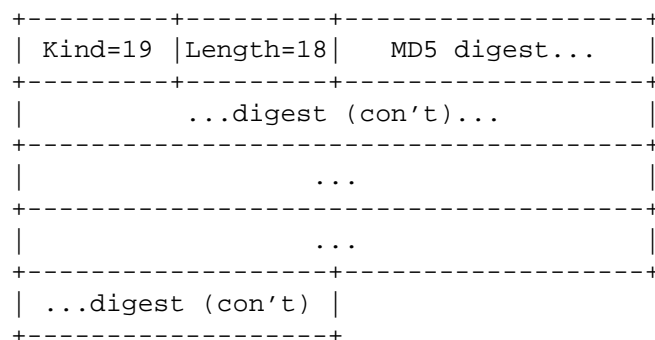 +---------+---------+-------------------+
| Kind=19 |Length=18|   MD5 digest...   |
+---------+---------+-------------------+
|          ...digest (con't)...         |
+---------------------------------------+
|                  ...                  |
+---------------------------------------+
|                  ...                  |
+-------------------+-------------------+
| ...digest (con't) |
+-------------------+